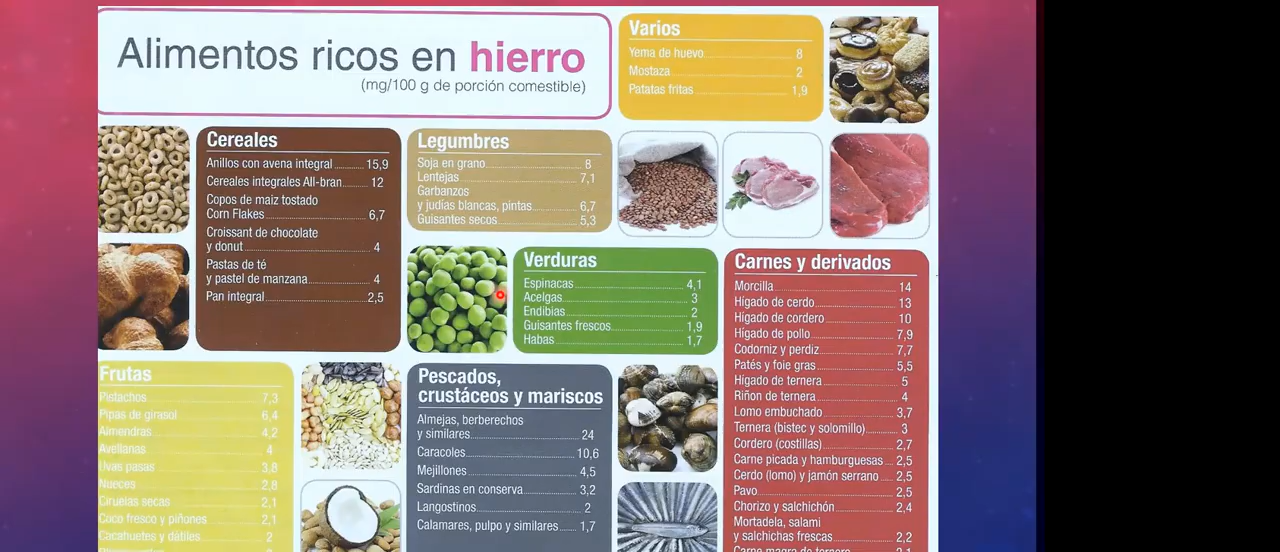 Alimentos ricos en hierro
(mg/100 g de porción comestible)
Varios
Yema de huevo 8
Mostaza 2
Patatas fritas 1,9
Cereales
Anillos con avena integral 15,9
Cereales integrales All-bran 12
Copos de maiz tostado
Corn Flakes 6,7
Croissant de chocolate
y donut 4
Pastas de té
y pastel de manzana 4
Pan integral 2,5
Legumbres
Soja en grano 8
Lentejas 7,1
Garbanzos
y judías blancas, pintas 6,7
Guisantes secos 5,3
Verduras
Espinacas 4,1
Acelgas 3
Endibias 2
Guisantes frescos 1,9
Habas 1,7
Carnes y derivados
Morcilla 14
Hígado de cerdo 13
Hígado de cordero 10
Hígado de pollo 7,9
Codorniz y perdiz 7,7
Patés y foie gras 5,5
Hígado de ternera 5
Riñon de ternera 4
Lomo embuchado 3,7
Ternera (bistec y solomillo) 3
Cordero (costillas) 2,7
Carne picada y hamburguesas 2,5
Cerdo (lomo) y jamón serrano 2,5
Pavo 2,5
Chorizo y salchichón 2,4
Mortadela, salami
y salchichas frescas 2,2
Carne magra de ternera 2,1
Frutas
Pistachos 7,3
Pipas de girasol 6,4
Almendras 4,2
Avellanas 4
Uvas pasas 3,8
Nueces 2,8
Ciruelas secas 2,1
Coco fresco y piñones 2,1
Cacahuetes y dátiles 2
Pescados,
crustáceos y mariscos
Almejas, berberechos
y similares 24
Caracoles 10,6
Mejillones 4,5
Sardinas en conserva 3,2
Langostinos 2
Calamares, pulpo y similares 1,7